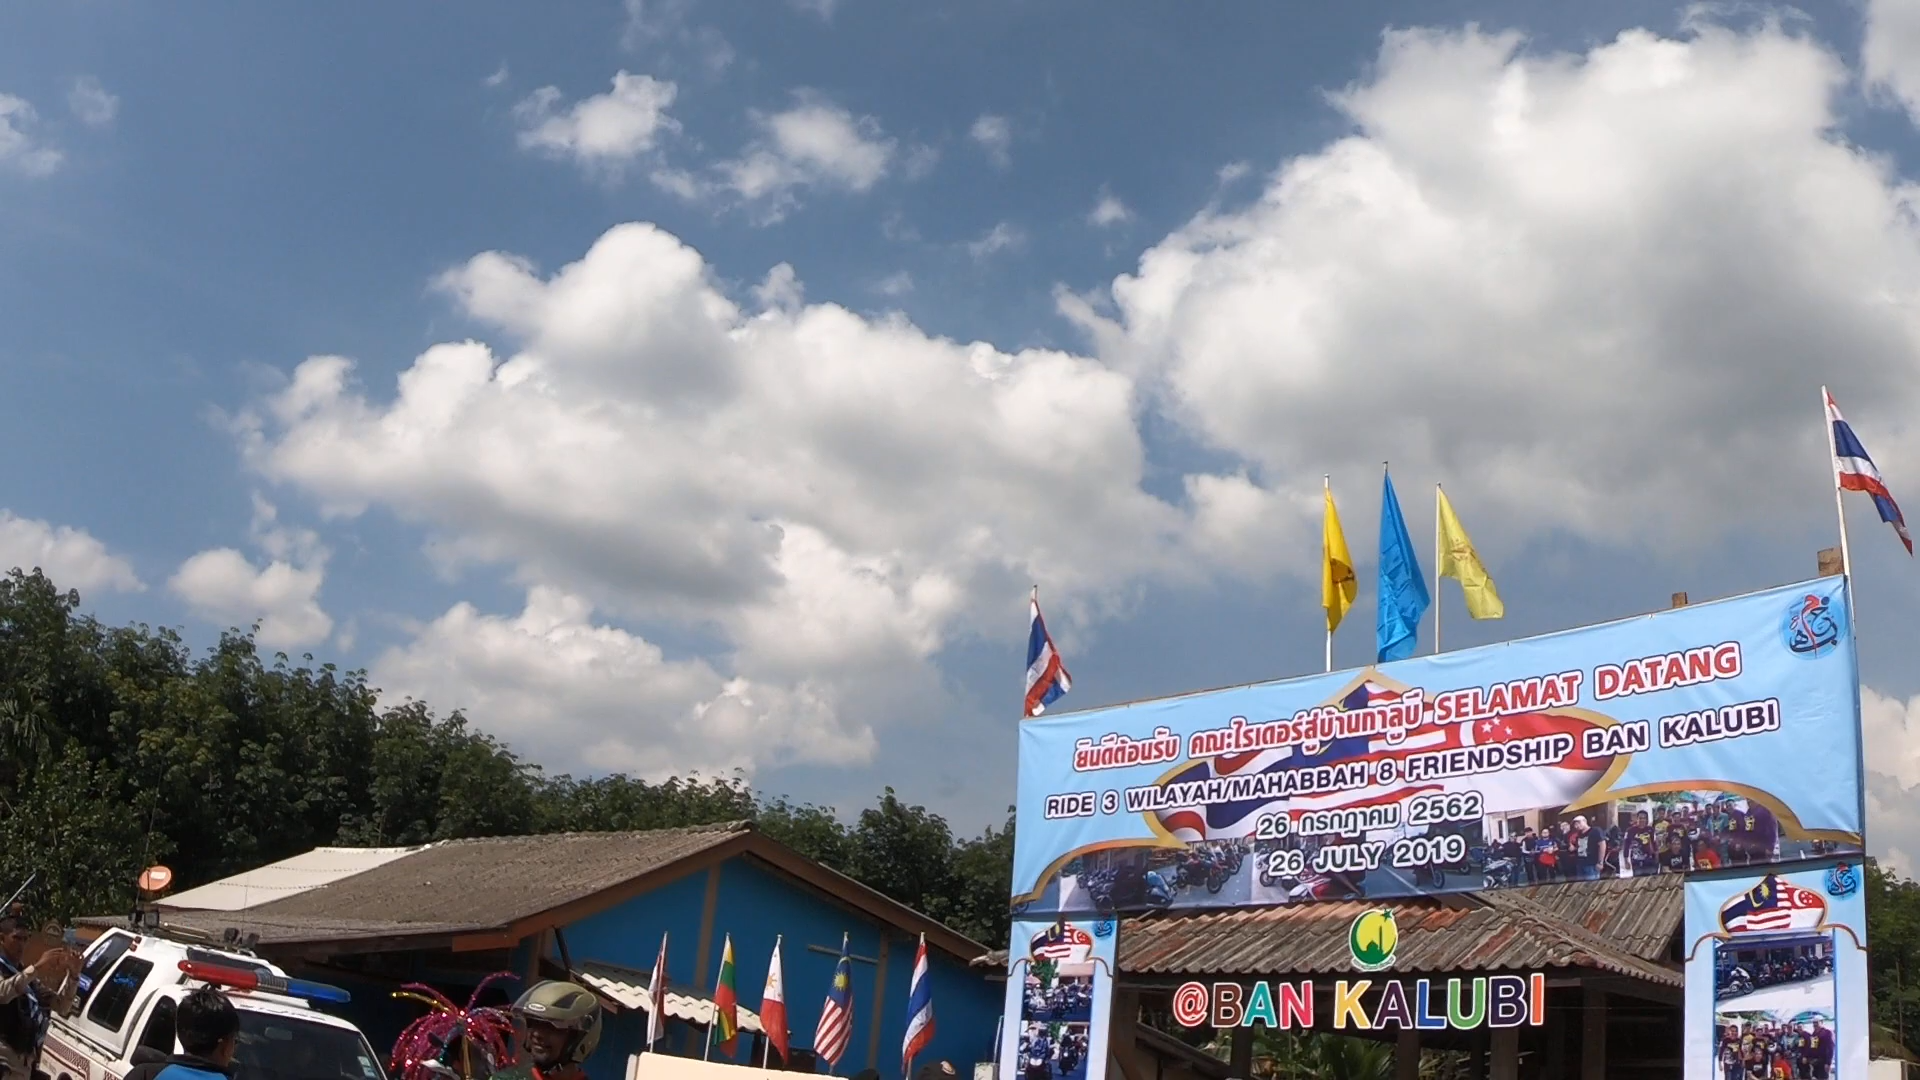 ยินดีต้อนรับ คณะไรเดอร์สู่บ้านกาลูบี SELAMAT DATANG
RIDE 3 WILAYAH/MAHABBAH 8 FRIENDSHIP BAN KALUBI
26 กรกฎาคม 2562
26 JULY 2019
@BAN KALUBI